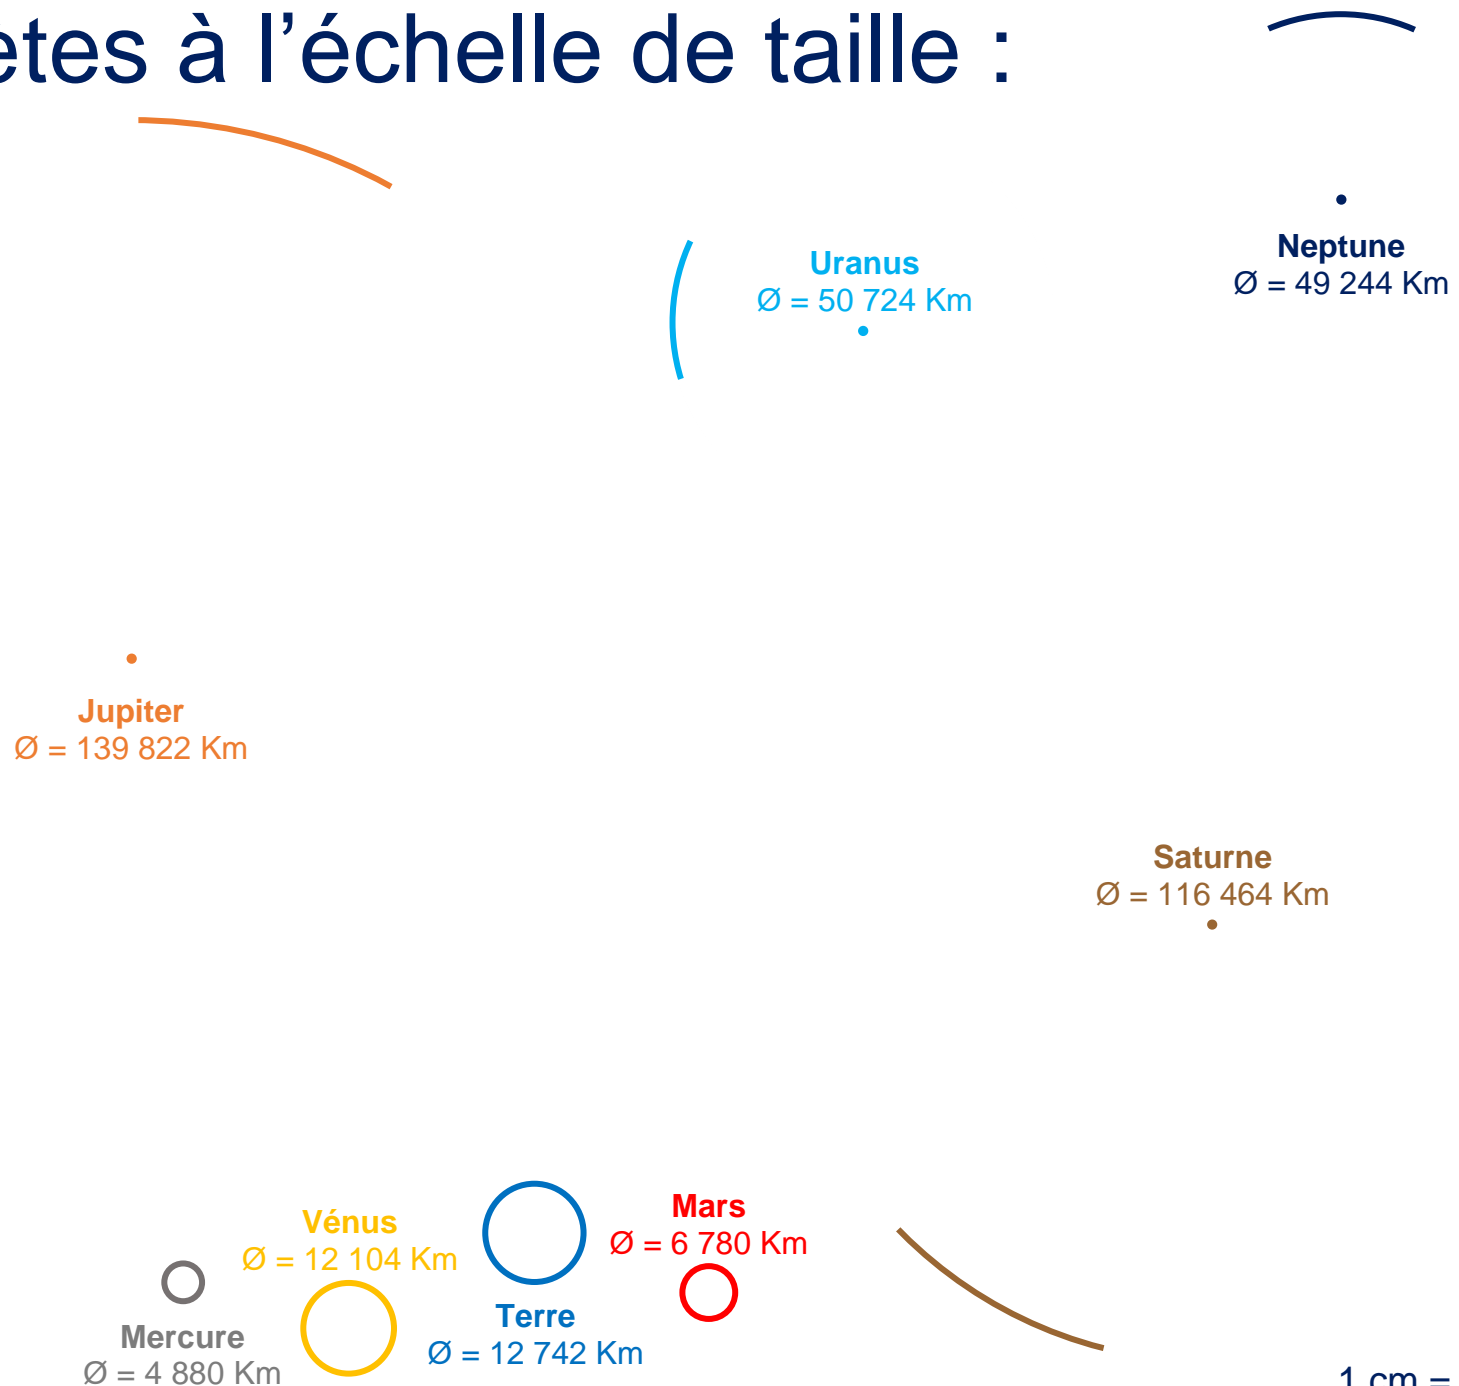 à l’échelle de taille :
Neptune
Ø = 49 244 Km
Uranus
Ø = 50 724 Km
Jupiter
Ø = 139 822 Km
Saturne
Ø = 116 464 Km
Mars
Ø = 6 780 Km
Vénus
Ø = 12 104 Km
Terre
Ø = 12 742 Km
Mercure
Ø = 4 880 Km
1 cm =